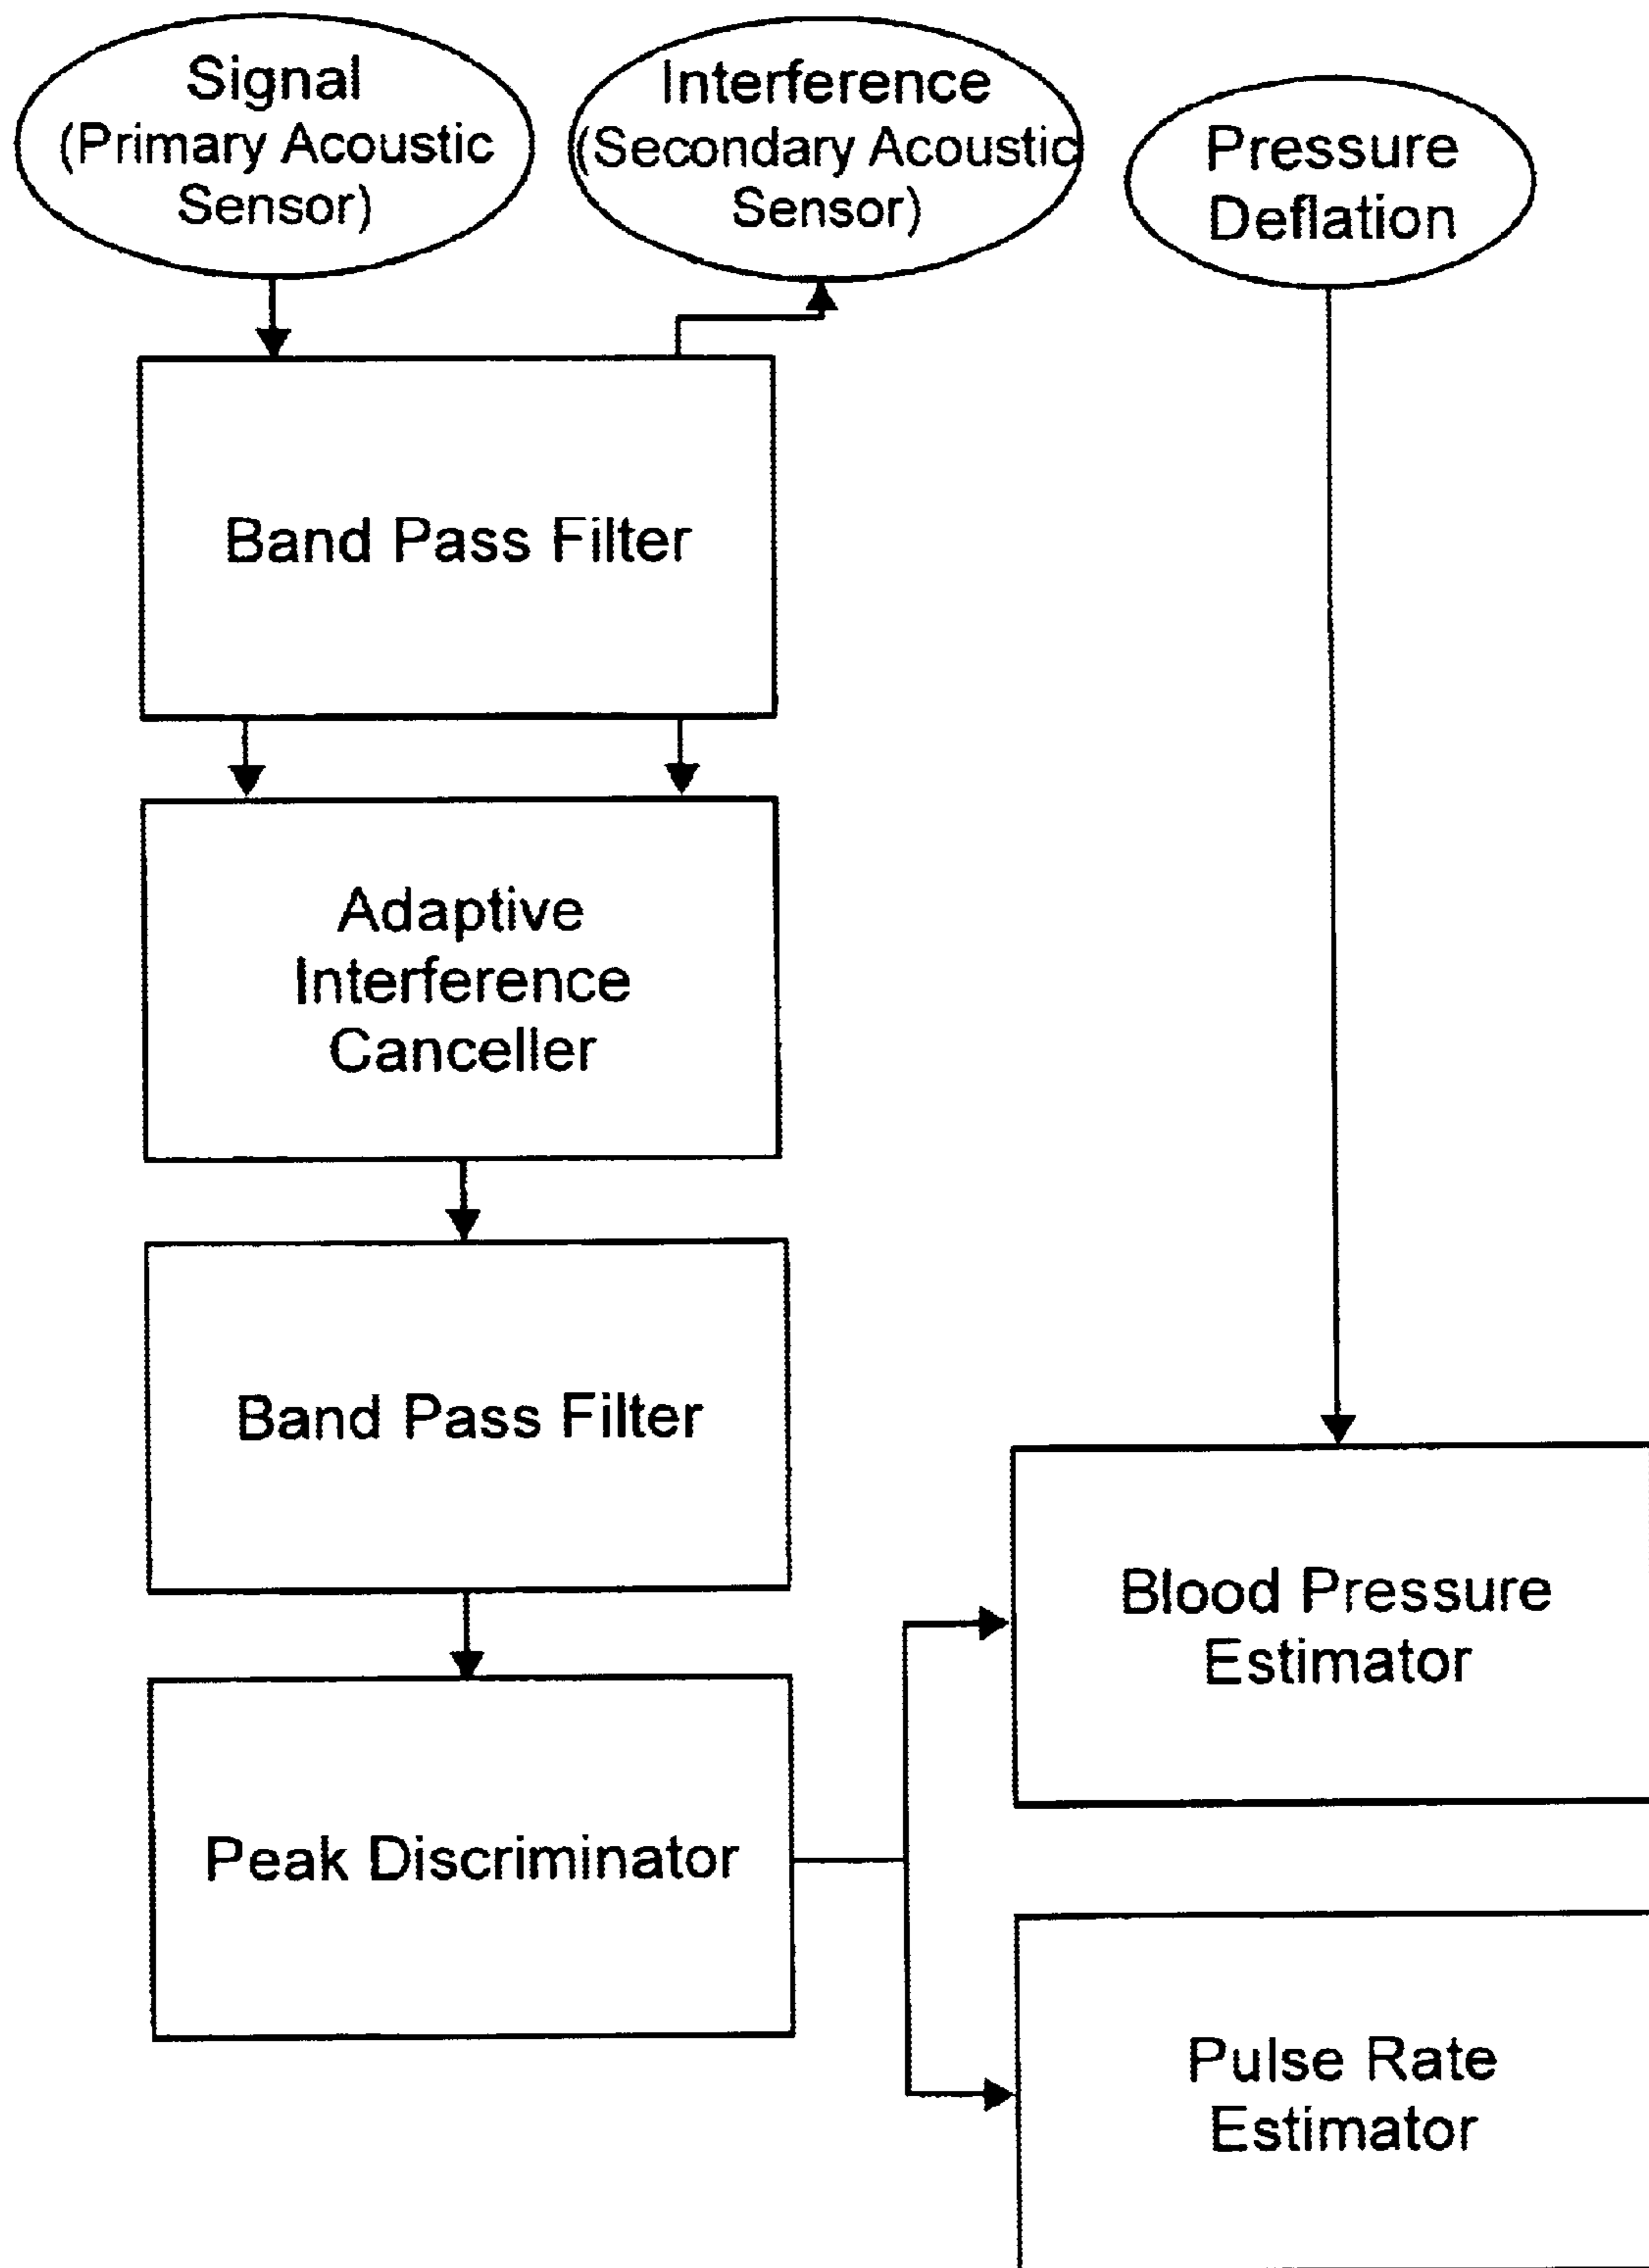 Signal
(Primary Acoustic
Sensor)
Interference
(Secondary Acoustic
Sensor)
Pressure
Deflation
Band Pass Filter
Adaptive
Interference
Canceller
Band Pass Filter
Blood Pressure
Estimator
Peak Discriminator
Pulse Rate
Estimator